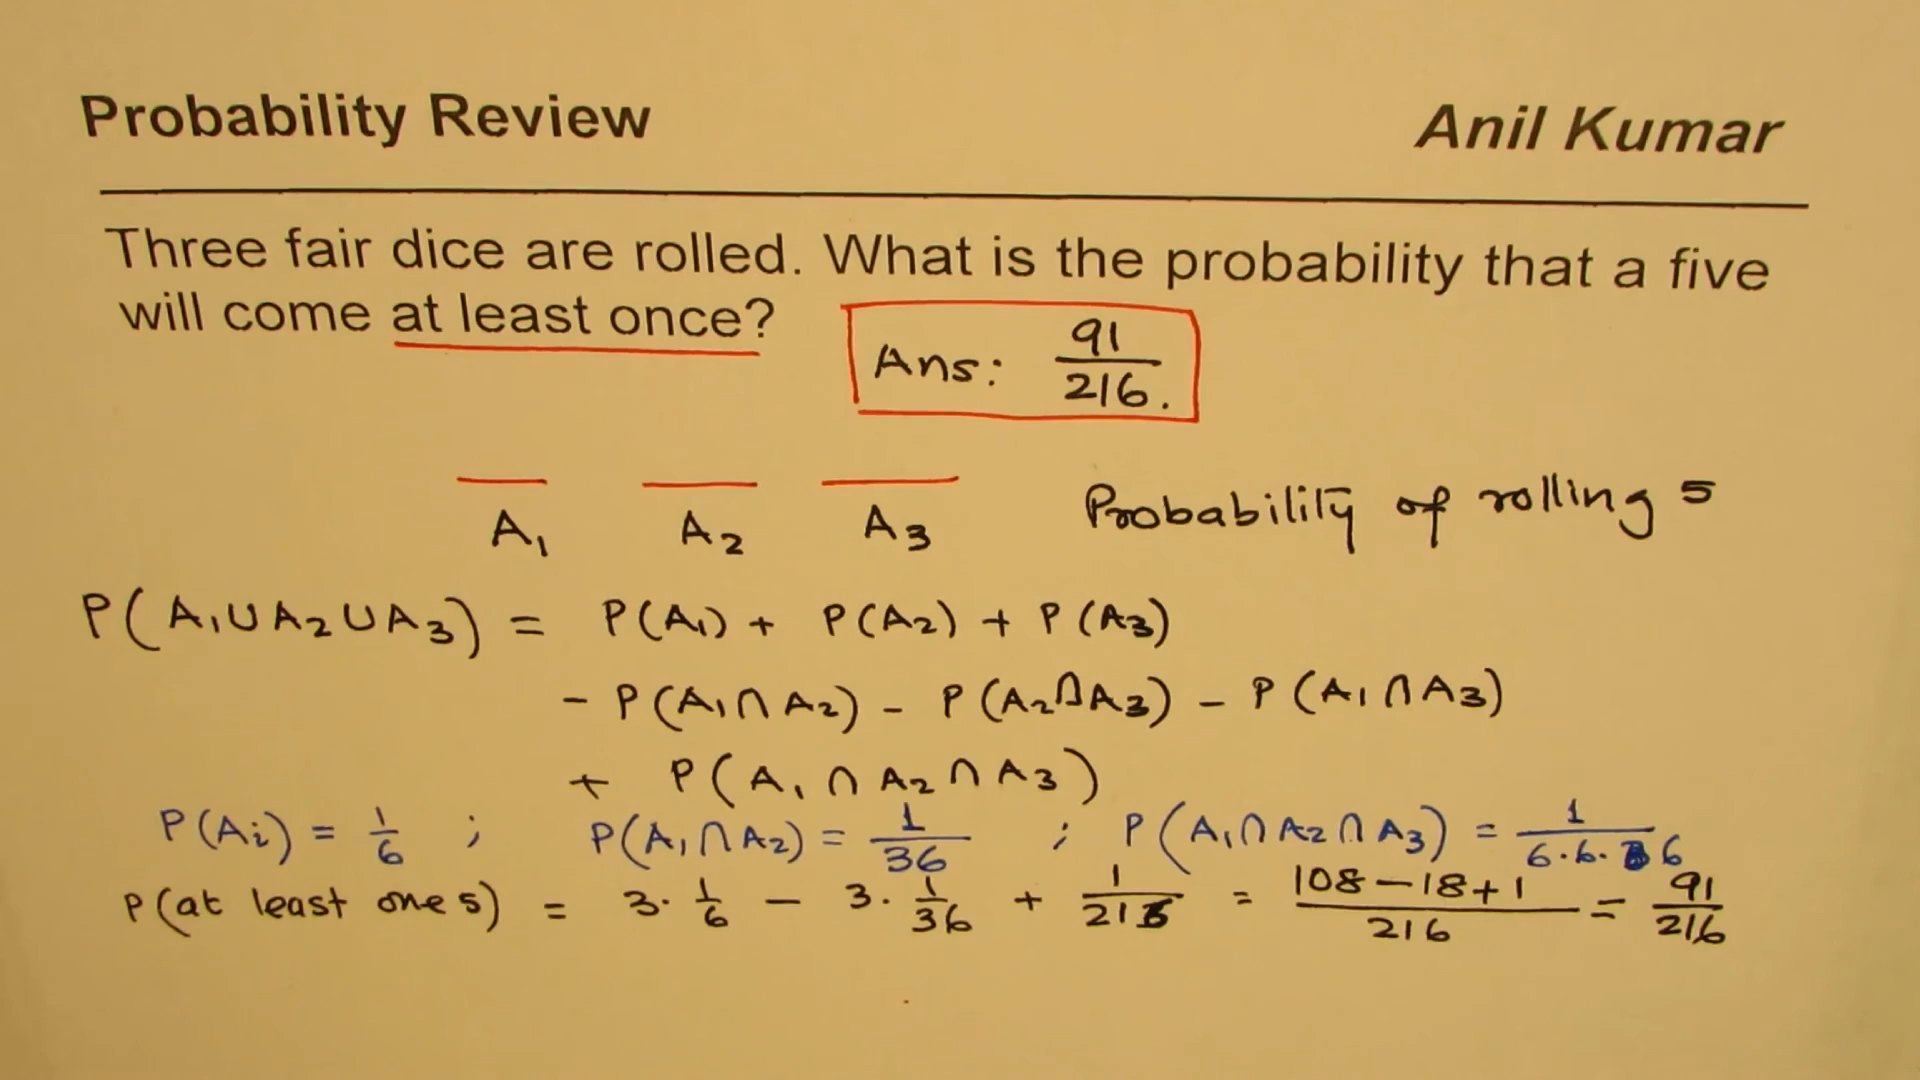 Probability Review Anil Kumar
Three fair dice are rolled. What is the probability that a five
will come at least once?
Ans: 91/216.
A₁ A₂ A₃ Probability of rolling 5
P(A₁∪A₂∪A₃) = P(A₁) + P(A₂) + P(A₃)
- P(A₁∩A₂) - P(A₂∩A₃) - P(A₁∩A₃)
+ P(A₁∩A₂∩A₃)
P(Ai) = 1/6 ; P(A₁∩A₂) = 1/36 ; P(A₁∩A₂∩A₃) = 1/6·6·6
P(at least one 5) = 3·1/6 - 3·1/36 + 1/216 = 108-18+1/216 = 91/216